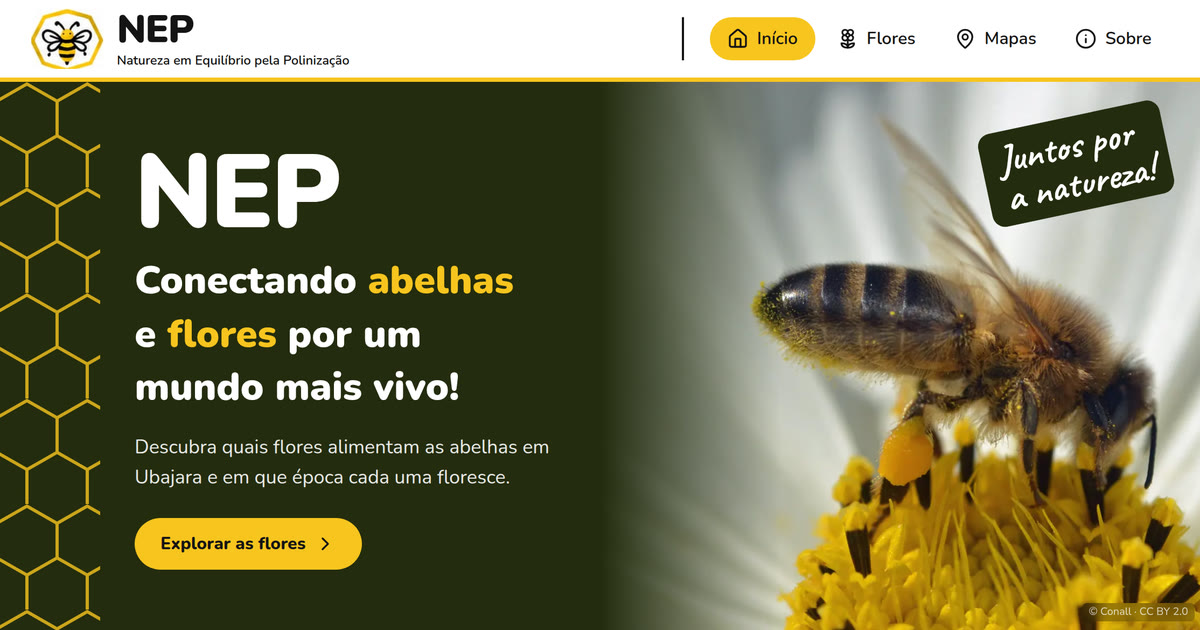 NEP
Natureza em Equilíbrio pela Polinização
Início
Flores
Mapas
Sobre
NEP
Conectando abelhas
e flores por um
mundo mais vivo!
Descubra quais flores alimentam as abelhas em
Ubajara e em que época cada uma floresce.
Explorar as flores
Juntos por
a natureza!
© Conall · CC BY 2.0